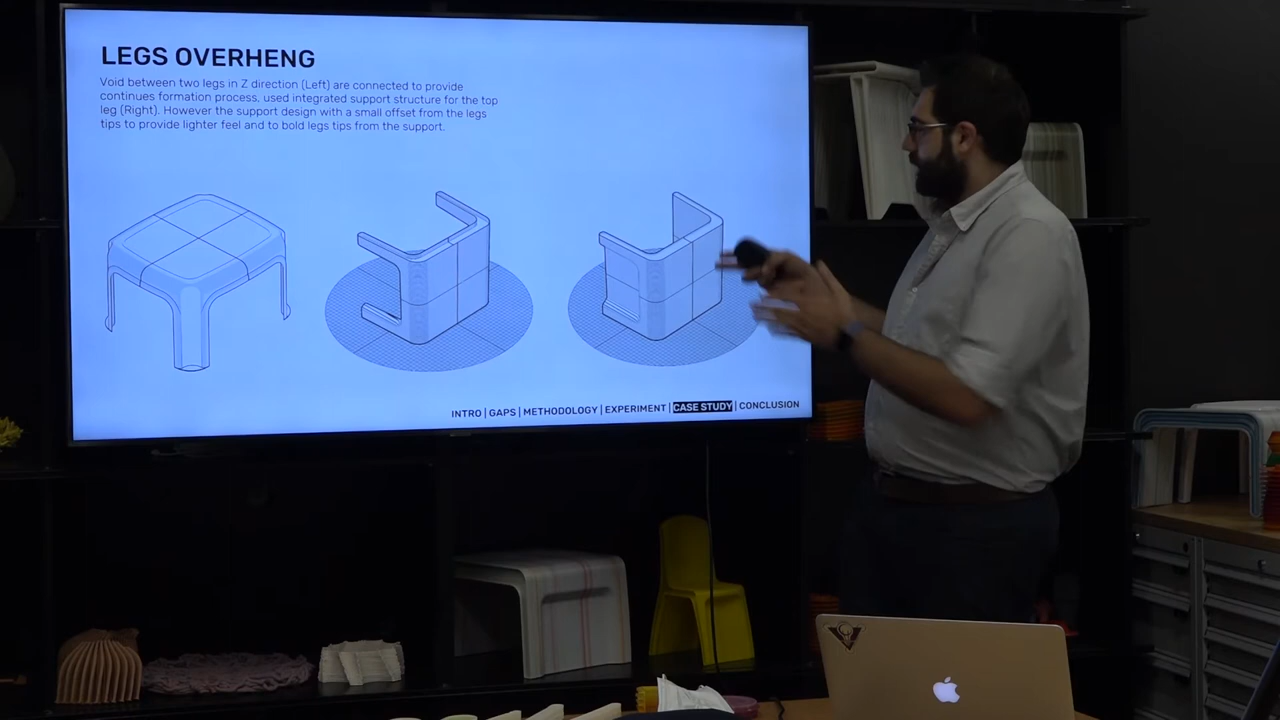 LEGS OVERHENG
Void between two legs in Z direction (Left) are connected to provide
continues formation process, used integrated support structure for the top
leg (Right). However the support design with a small offset from the legs
tips to provide lighter feel and to bold legs tips from the support.
INTRO | GAPS | METHODOLOGY | EXPERIMENT | CASE STUDY | CONCLUSION